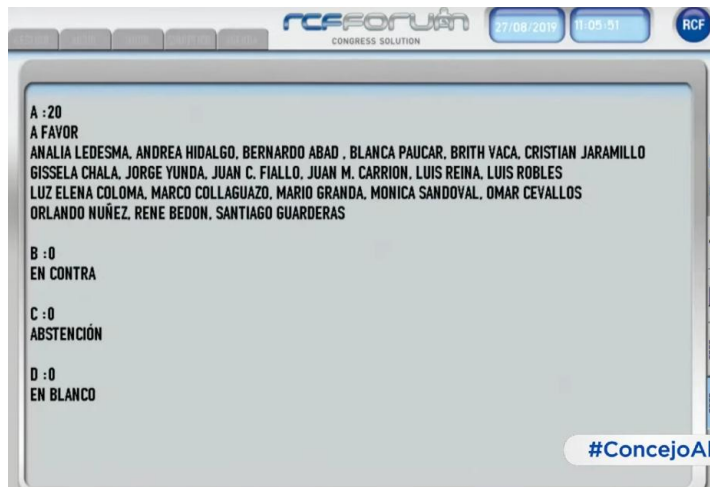 RCFFORUM
CONGRESS SOLUTION
27/08/2019
11:05:51
RCF
A :20
A FAVOR
ANALIA LEDESMA, ANDREA HIDALGO, BERNARDO ABAD , BLANCA PAUCAR, BRITH VACA, CRISTIAN JARAMILLO
GISSELA CHALA, JORGE YUNDA, JUAN C. FIALLO, JUAN M. CARRION, LUIS REINA, LUIS ROBLES
LUZ ELENA COLOMA, MARCO COLLAGUAZO, MARIO GRANDA, MONICA SANDOVAL, OMAR CEVALLOS
ORLANDO NUÑEZ, RENE BEDON, SANTIAGO GUARDERAS
B :0
EN CONTRA
C :0
ABSTENCIÓN
D :0
EN BLANCO
#ConcejoAl